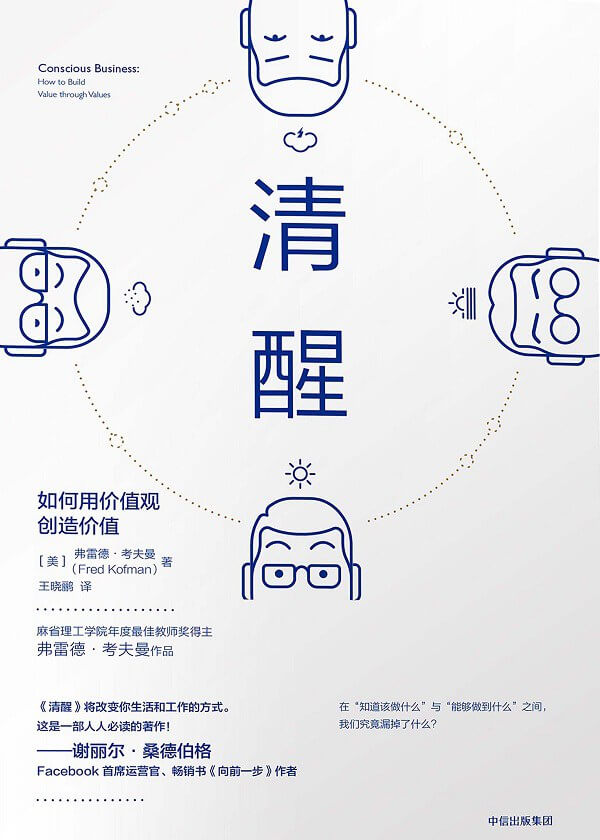 Conscious Business:
How to Build
Value through Values
清
醒
如何用价值观
创造价值
[美] 弗雷德·考夫曼 著
(Fred Kofman)
王晓鹂 译
麻省理工学院年度最佳教师奖得主
弗雷德·考夫曼作品
《清醒》将改变你生活和工作的方式。
这是一部人人必读的著作！
——谢丽尔·桑德伯格
Facebook 首席运营官、畅销书《向前一步》作者
在“知道该做什么”与“能够做到什么”之间，
我们究竟漏掉了什么？
中信出版集团